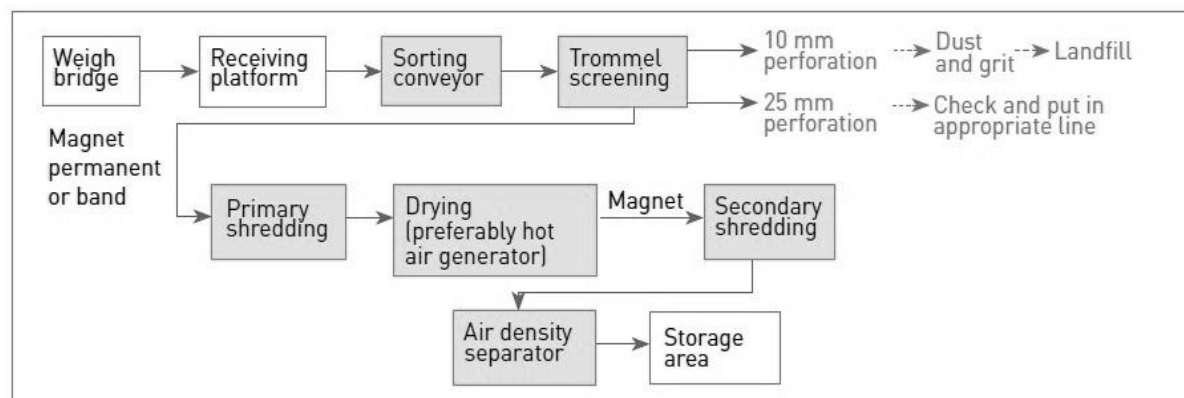 Weigh
bridge
Receiving
platform
Sorting
conveyor
Trommel
screening
10 mm
perforation
Dust
and grit
Landfill
25 mm
perforation
Check and put in
appropriate line
Magnet
permanent
or band
Primary
shredding
Drying
(preferably hot
air generator)
Magnet
Secondary
shredding
Air density
separator
Storage
area